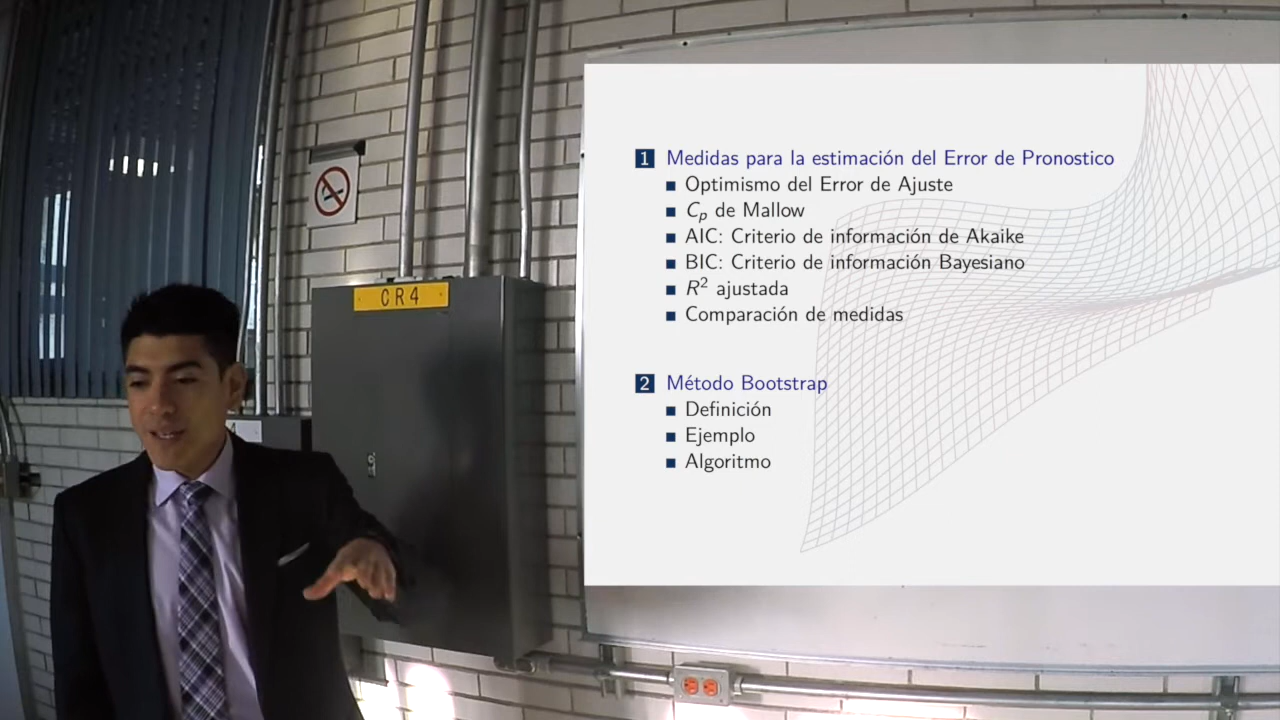 CR4
1 Medidas para la estimación del Error de Pronostico
Optimismo del Error de Ajuste
Cp de Mallow
AIC: Criterio de información de Akaike
BIC: Criterio de información Bayesiano
R² ajustada
Comparación de medidas
2 Método Bootstrap
Definición
Ejemplo
Algoritmo